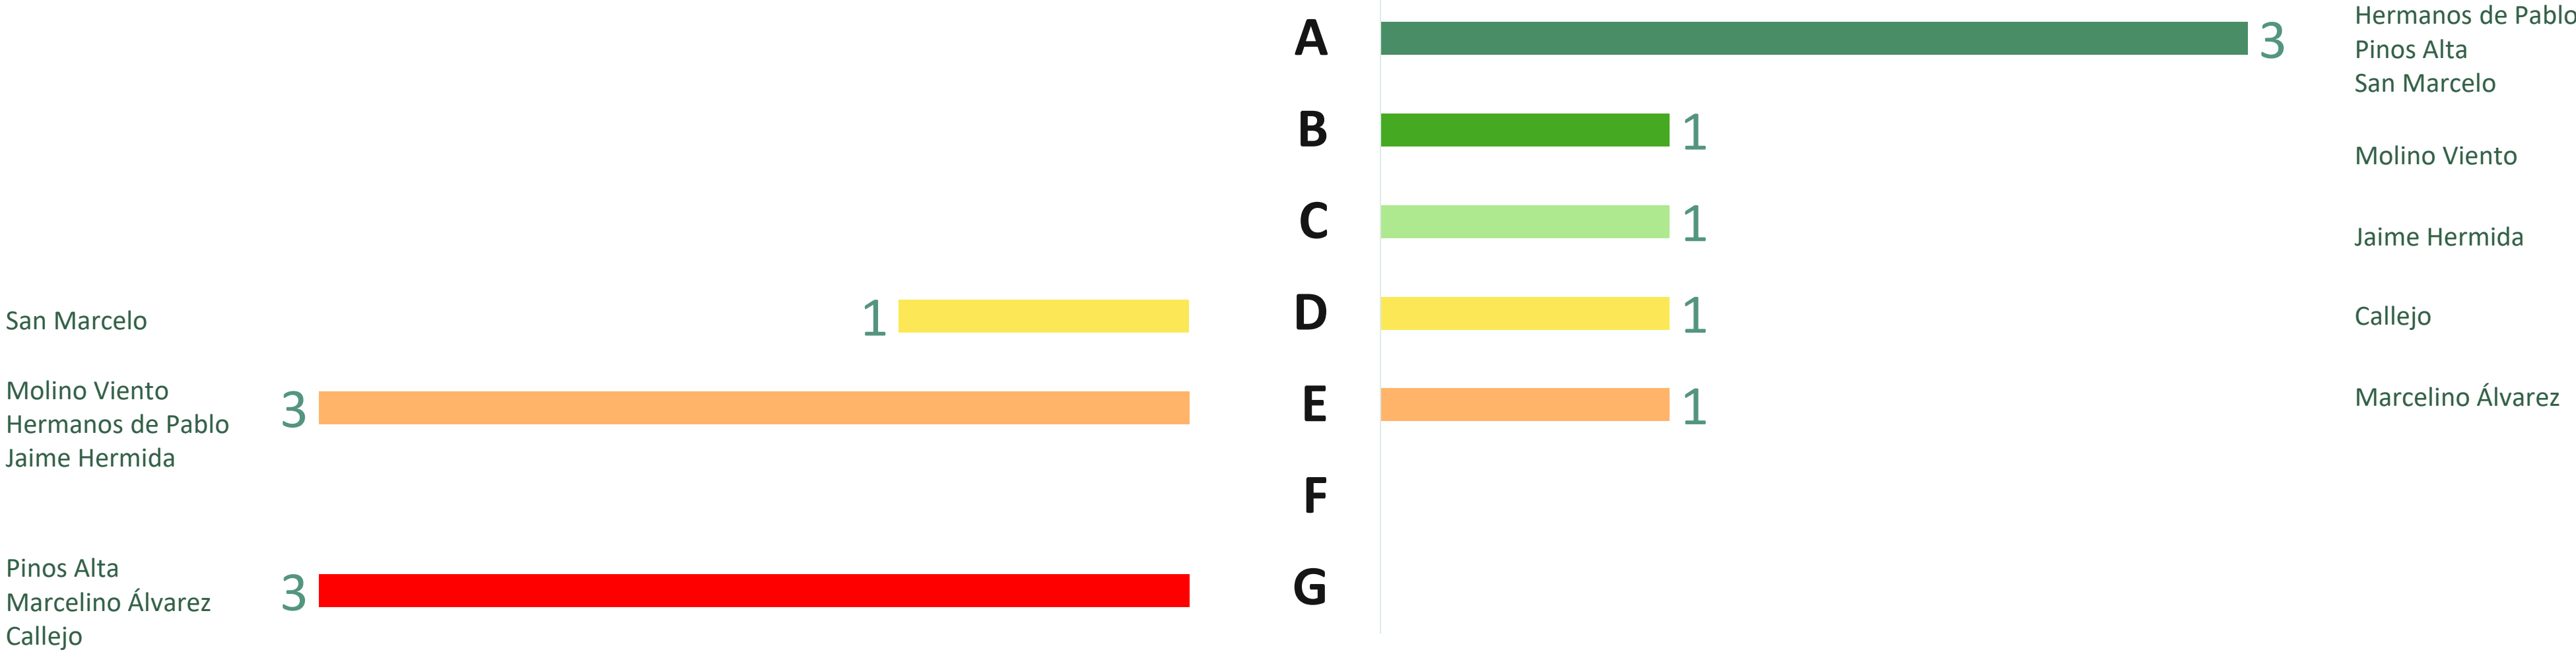 A
3
Hermanos de Pablo
Pinos Alta
San Marcelo
B
1
Molino Viento
C
1
Jaime Hermida
San Marcelo
1
D
1
Callejo
Molino Viento
Hermanos de Pablo
Jaime Hermida
3
E
1
Marcelino Álvarez
F
Pinos Alta
Marcelino Álvarez
Callejo
3
G